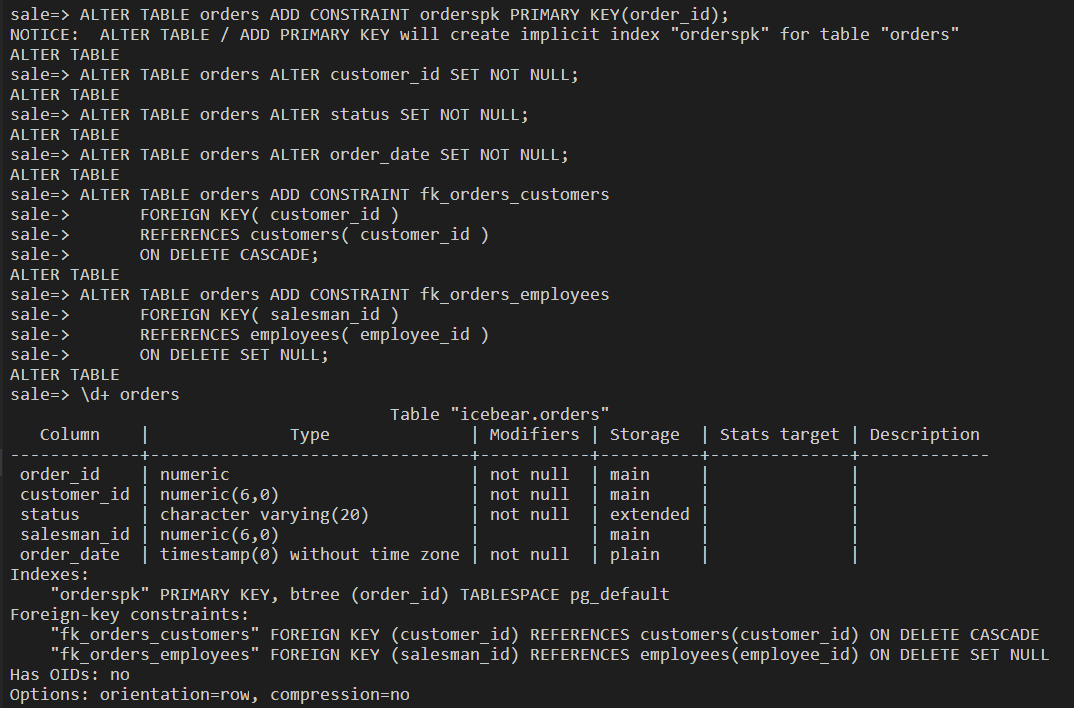 sale=> ALTER TABLE orders ADD CONSTRAINT orderspk PRIMARY KEY(order_id);
NOTICE:  ALTER TABLE / ADD PRIMARY KEY will create implicit index "orderspk" for table "orders"
ALTER TABLE
sale=> ALTER TABLE orders ALTER customer_id SET NOT NULL;
ALTER TABLE
sale=> ALTER TABLE orders ALTER status SET NOT NULL;
ALTER TABLE
sale=> ALTER TABLE orders ALTER order_date SET NOT NULL;
ALTER TABLE
sale=> ALTER TABLE orders ADD CONSTRAINT fk_orders_customers
sale->       FOREIGN KEY( customer_id )
sale->       REFERENCES customers( customer_id )
sale->       ON DELETE CASCADE;
ALTER TABLE
sale=> ALTER TABLE orders ADD CONSTRAINT fk_orders_employees
sale->       FOREIGN KEY( salesman_id )
sale->       REFERENCES employees( employee_id )
sale->       ON DELETE SET NULL;
ALTER TABLE
sale=> \d+ orders
                                      Table "icebear.orders"
   Column    |              Type              | Modifiers | Storage  | Stats target | Description
-------------+--------------------------------+-----------+----------+--------------+-------------
 order_id    | numeric                        | not null  | main     |              |
 customer_id | numeric(6,0)                   | not null  | main     |              |
 status      | character varying(20)          | not null  | extended |              |
 salesman_id | numeric(6,0)                   |           | main     |              |
 order_date  | timestamp(0) without time zone | not null  | plain    |              |
Indexes:
    "orderspk" PRIMARY KEY, btree (order_id) TABLESPACE pg_default
Foreign-key constraints:
    "fk_orders_customers" FOREIGN KEY (customer_id) REFERENCES customers(customer_id) ON DELETE CASCADE
    "fk_orders_employees" FOREIGN KEY (salesman_id) REFERENCES employees(employee_id) ON DELETE SET NULL
Has OIDs: no
Options: orientation=row, compression=no